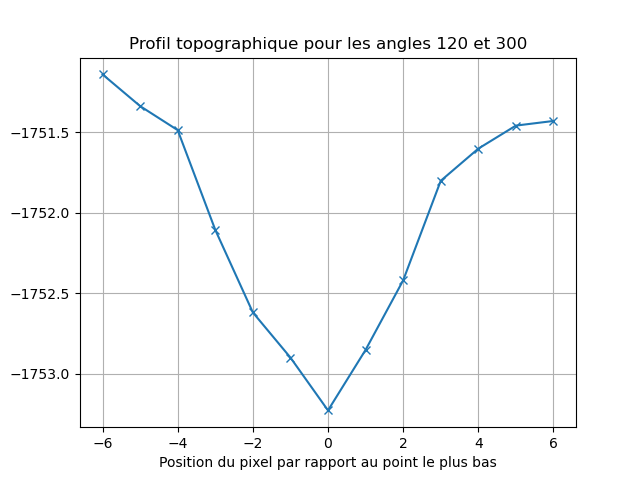 Profil topographique pour les angles 120 et 300
−1751.5
−1752.0
−1752.5
−1753.0
−6 −4 −2 0 2 4 6
Position du pixel par rapport au point le plus bas